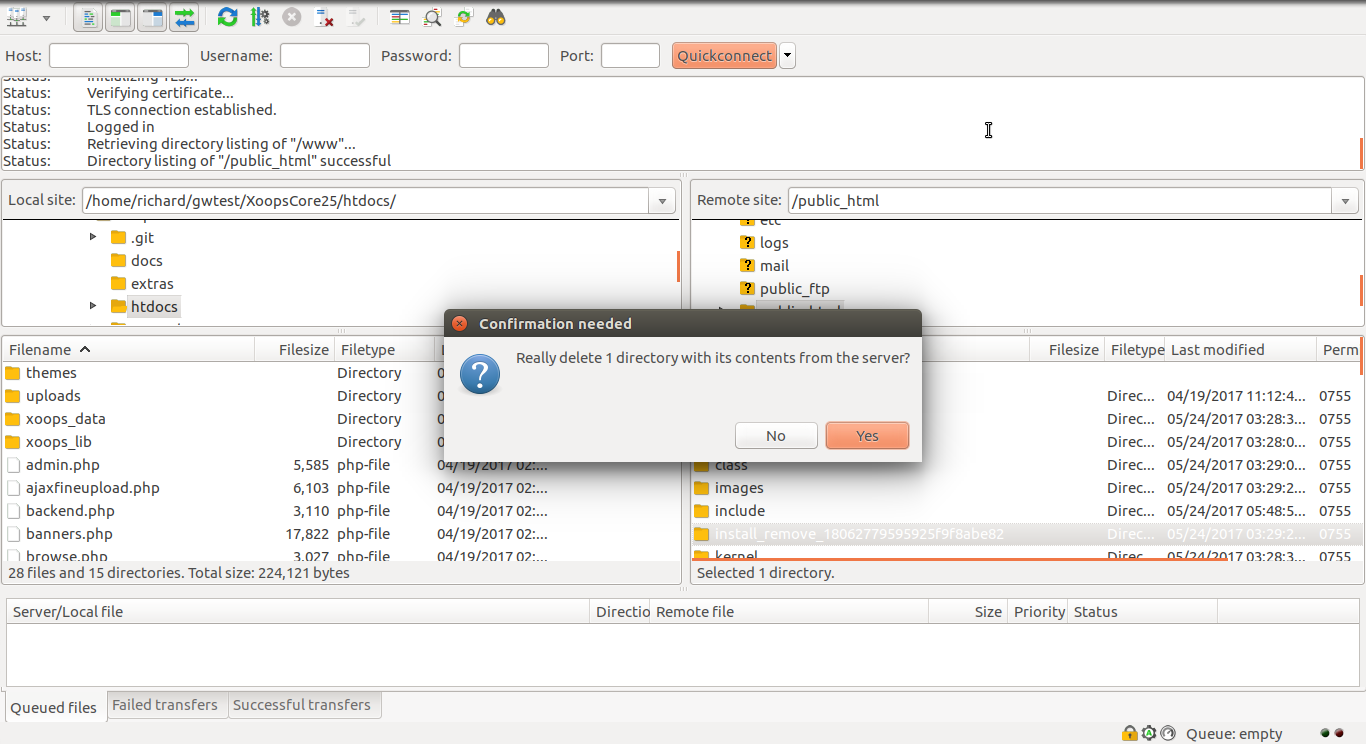 Host: Username: Password: Port: Quickconnect
Status: Initializing TLS...
Status: Verifying certificate...
Status: TLS connection established.
Status: Logged in
Status: Retrieving directory listing of "/www"...
Status: Directory listing of "/public_html" successful
Local site: /home/richard/gwtest/XoopsCore25/htdocs/
.git
docs
extras
htdocs
Remote site: /public_html
etc
logs
mail
public_ftp
Confirmation needed
Really delete 1 directory with its contents from the server?
No Yes
Filename Filesize Filetype
themes Directory
uploads Directory
xoops_data Directory
xoops_lib Directory
admin.php 5,585 php-file 04/19/2017 02:...
ajaxfineupload.php 6,103 php-file 04/19/2017 02:...
backend.php 3,110 php-file 04/19/2017 02:...
banners.php 17,822 php-file 04/19/2017 02:...
browse.php 3,027 php-file 04/19/2017 02:...
28 files and 15 directories. Total size: 224,121 bytes
Filesize Filetype Last modified Perm
Direc... 04/19/2017 11:12:4... 0755
Direc... 05/24/2017 03:28:3... 0755
Direc... 05/24/2017 03:28:0... 0755
class Direc... 05/24/2017 03:29:0... 0755
images Direc... 05/24/2017 03:29:2... 0755
include Direc... 05/24/2017 05:48:5... 0755
install_remove_18062779595925f9f8abe82 Direc... 05/24/2017 03:29:2... 0755
kernel Direc... 05/24/2017 03:28:3... 0755
Selected 1 directory.
Server/Local file Directio Remote file Size Priority Status
Queued files Failed transfers Successful transfers
Queue: empty